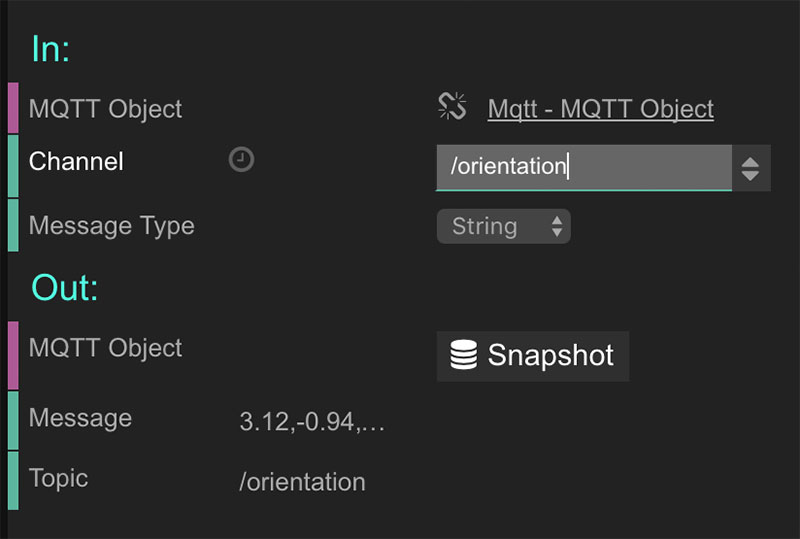 In:
MQTT Object Mqtt - MQTT Object
Channel /orientation
Message Type String
Out:
MQTT Object Snapshot
Message 3.12,-0.94,...
Topic /orientation